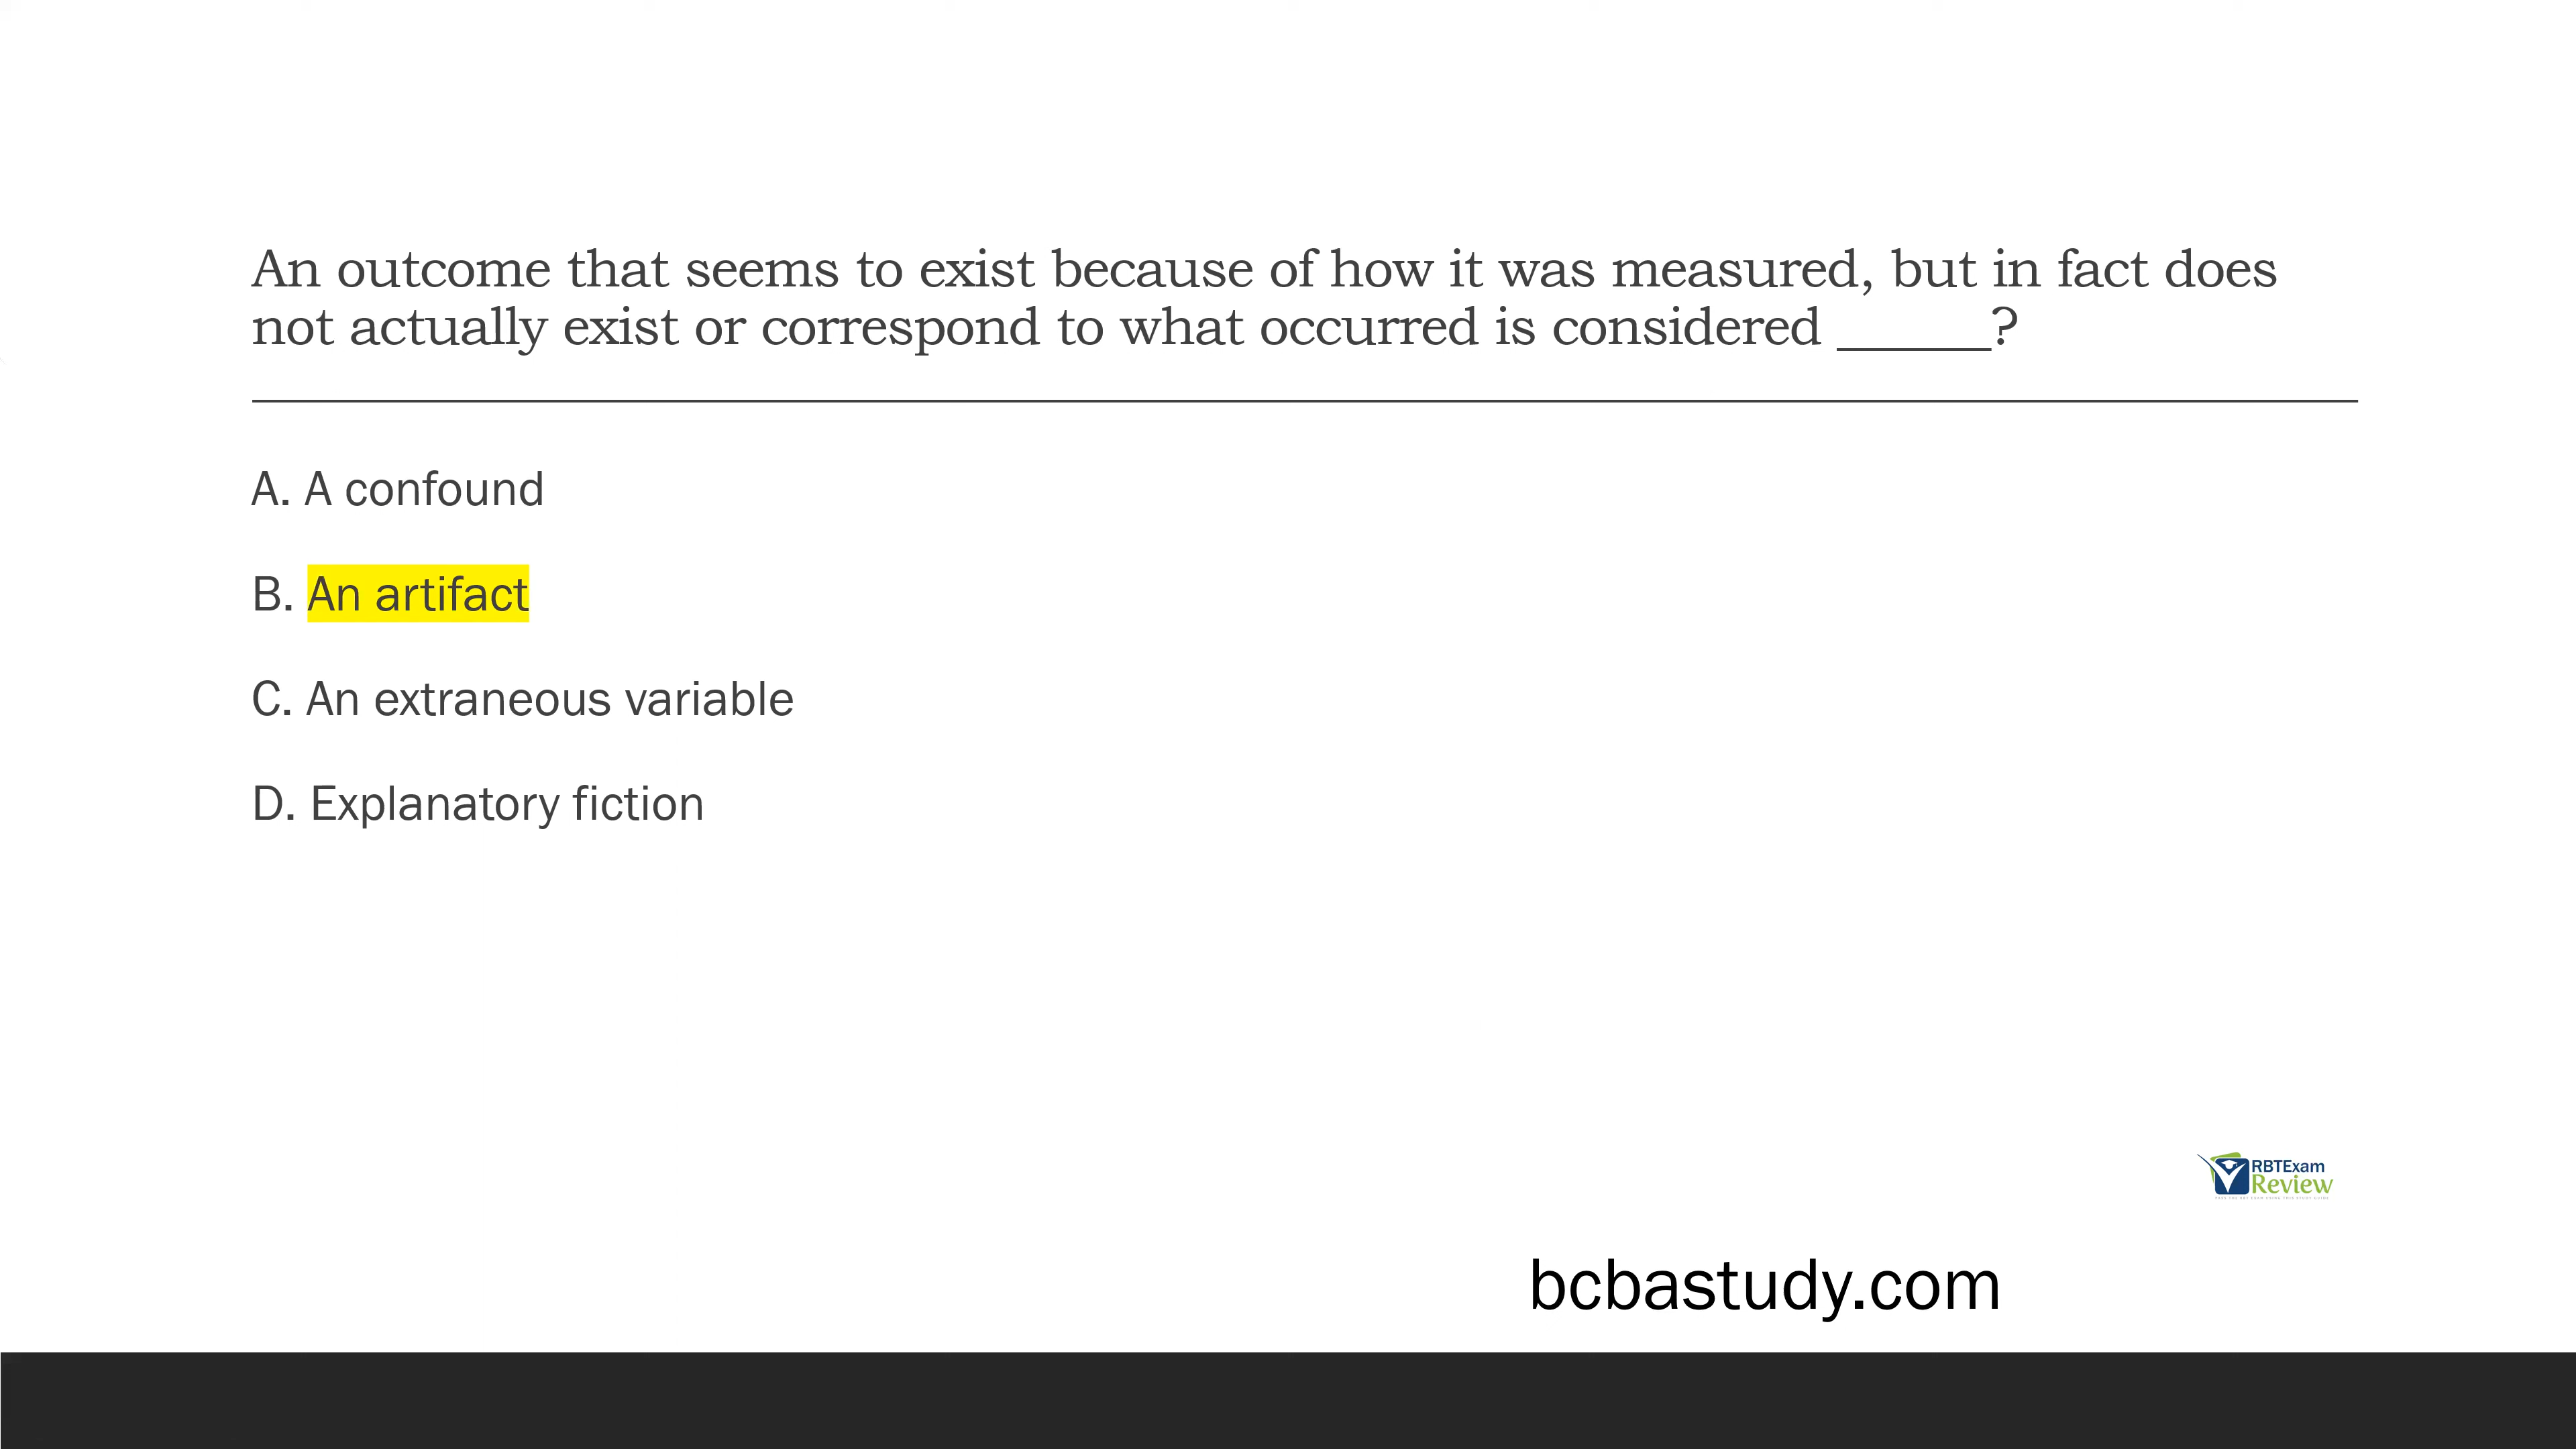 An outcome that seems to exist because of how it was measured, but in fact does
not actually exist or correspond to what occurred is considered ______?
A. A confound
B. An artifact
C. An extraneous variable
D. Explanatory fiction
RBTExam
Review
bcbastudy.com